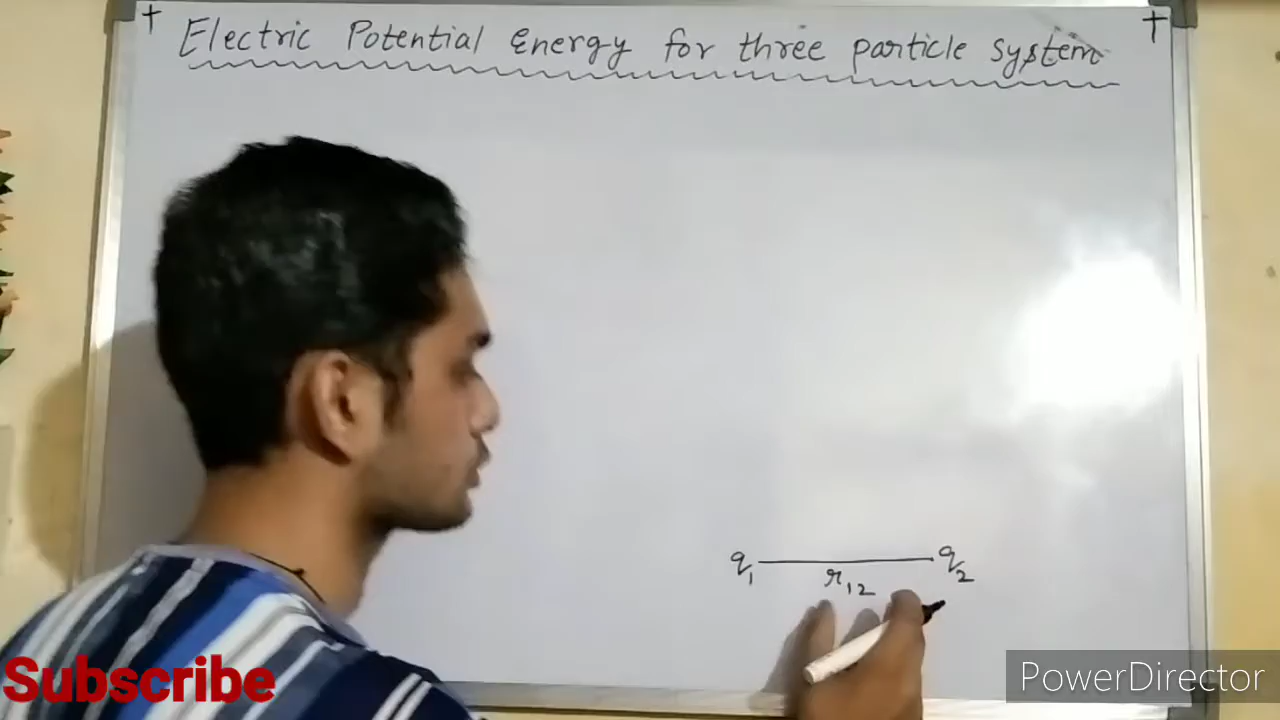 Electric Potential Energy for three particle system
q1 q2
r12
Subscribe
PowerDirector